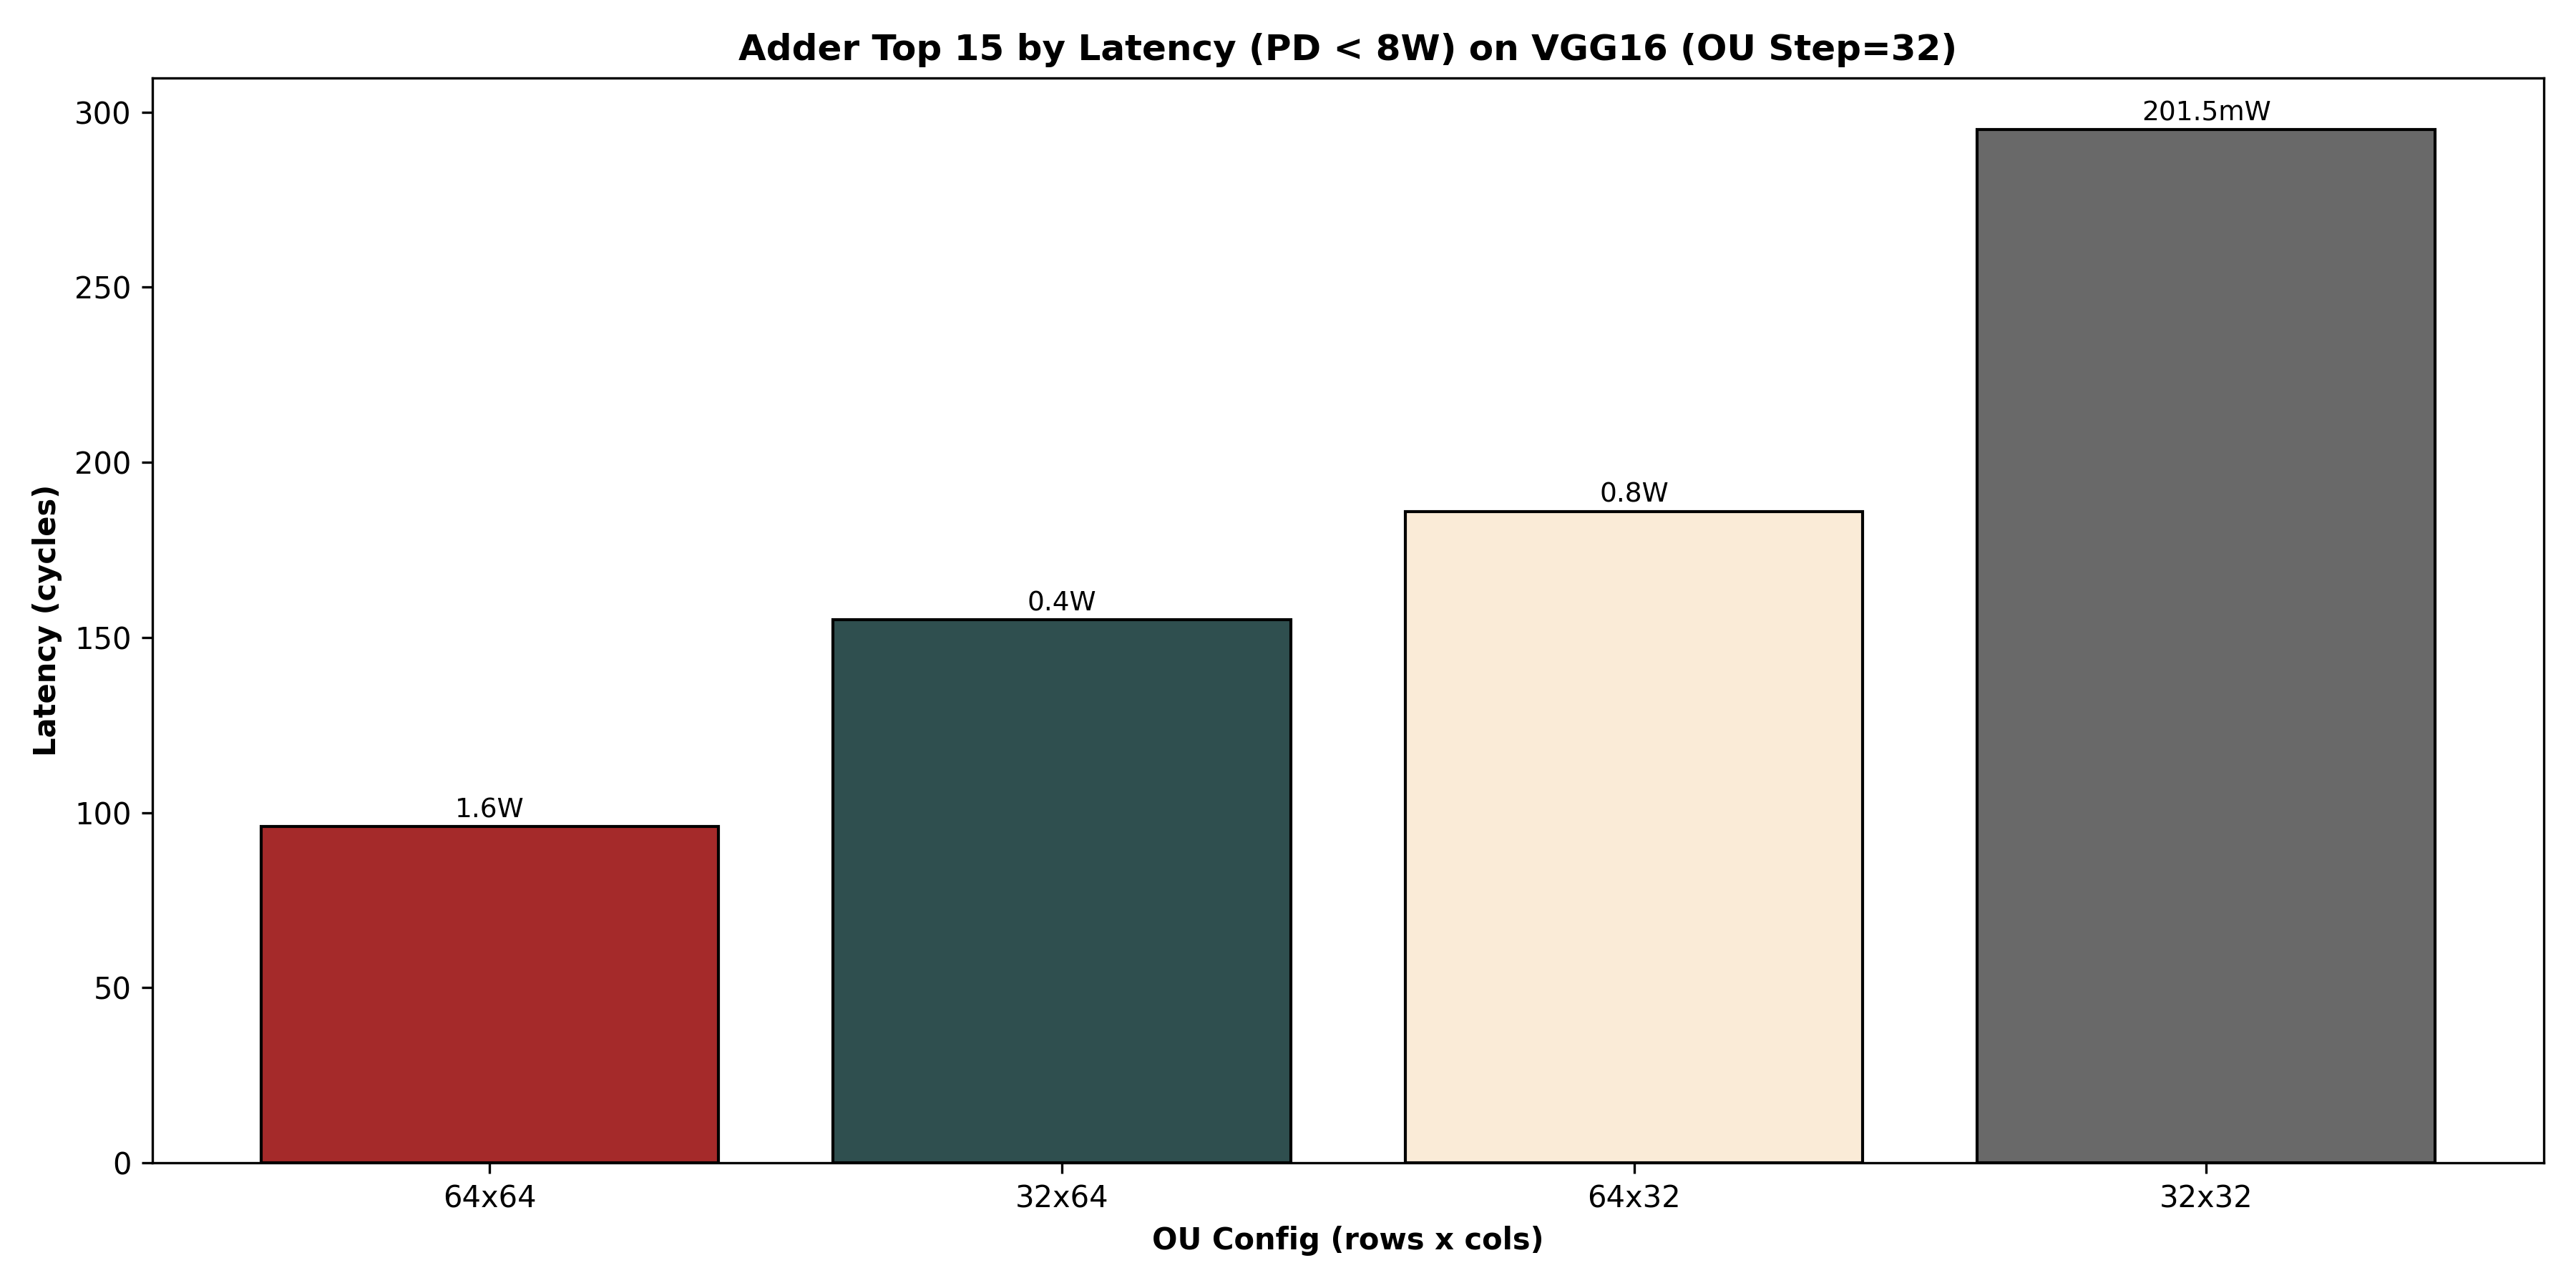 Adder Top 15 by Latency (PD < 8W) on VGG16 (OU Step=32)
Latency (cycles)
300
250
200
150
100
50
0
1.6W
0.4W
0.8W
201.5mW
64x64
32x64
64x32
32x32
OU Config (rows x cols)